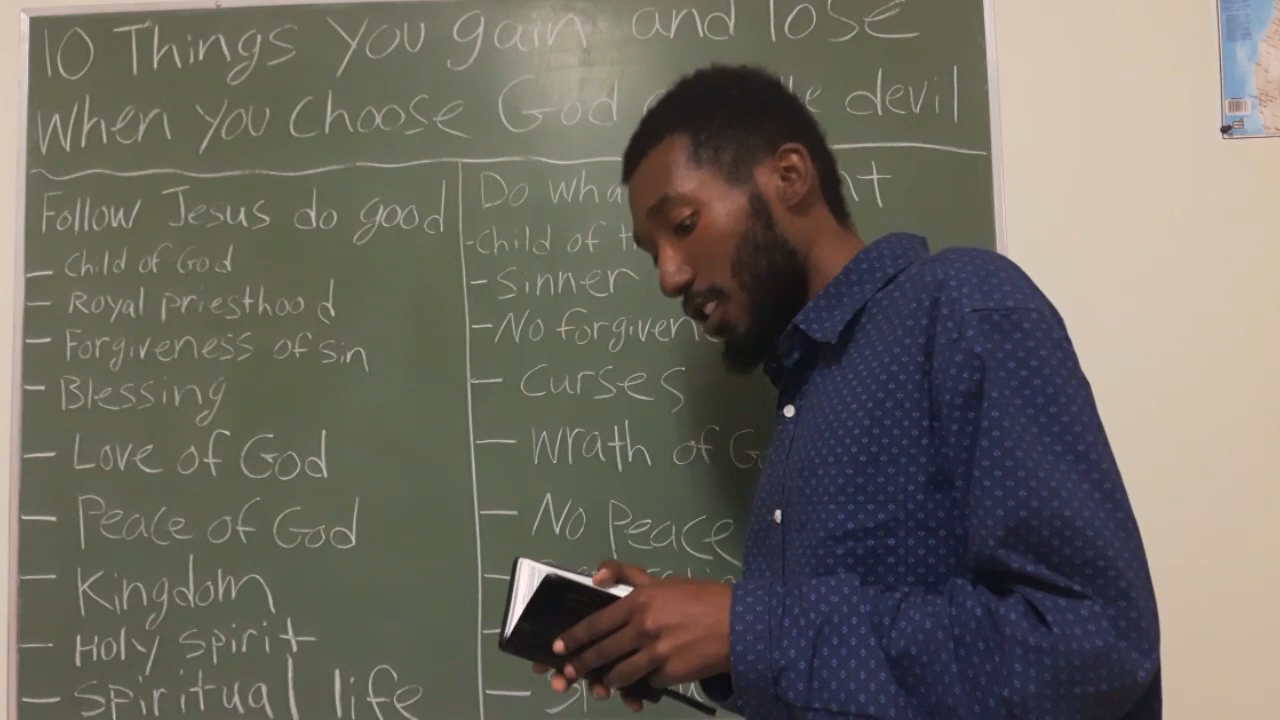 10 Things you gain and lose
When you choose God devil
Follow Jesus do good
- Child of God
- Royal priesthood
- Forgiveness of sin
- Blessing
- Love of God
- Peace of God
- Kingdom
- Holy spirit
- spiritual life
Do
- Child of
- Sinner
- No
- Curses
- Wrath of
- No Peace